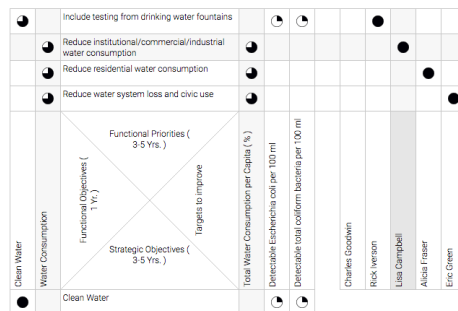 Include testing from drinking water fountains
Reduce institutional/commercial/industrial
water consumption
Reduce residential water consumption
Reduce water system loss and civic use
Clean Water
Water Consumption
Functional Objectives (
1 Yr. )
Functional Priorities (
3-5 Yrs. )
Targets to improve
Strategic Objectives (
3-5 Yrs. )
Total Water Consumption per Capita ( % )
Detectable Escherichia coli per 100 ml
Detectable total coliform bacteria per 100 ml
Charles Goodwin
Rick Iverson
Lisa Campbell
Alicia Fraser
Eric Green
Clean Water